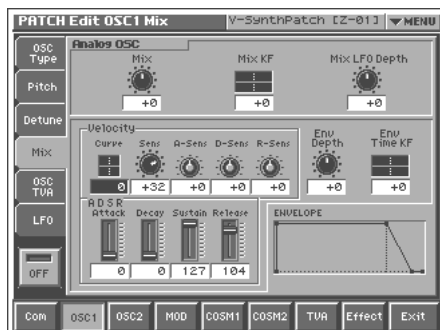 PATCH Edit OSC1 Mix V-SynthPatch [Z-01] ▼MENU
OSC Type
Analog OSC
Mix Mix KF Mix LFO Depth
+0 +0 +0
Pitch
Detune
Mix
OSC TVA
LFO
OFF
Velocity
Curve Sens A-Sens D-Sens R-Sens
0 +32 +0 +0 +0
Env Depth
+0
Env Time KF
+0
ADSR
Attack Decay Sustain Release
0 0 127 104
ENVELOPE
Com OSC1 OSC2 MOD COSM1 COSM2 TVA Effect Exit